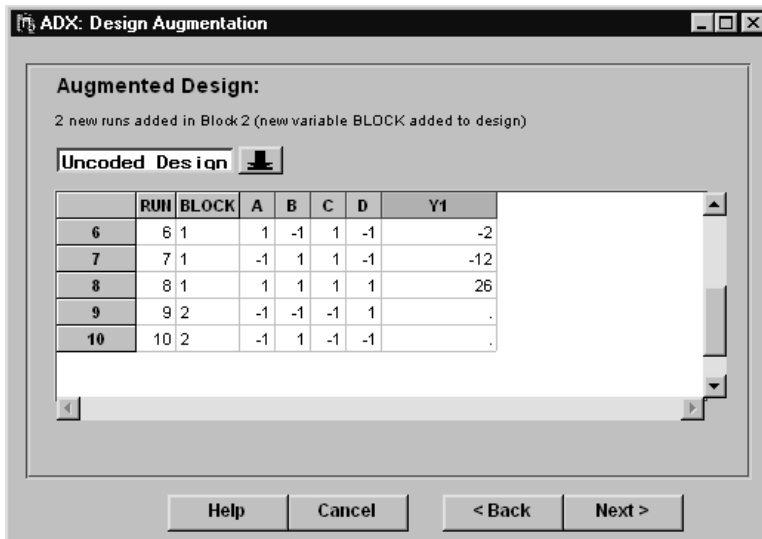 ADX: Design Augmentation
Augmented Design:
2 new runs added in Block 2 (new variable BLOCK added to design)
Uncoded Design
RUN BLOCK A B C D Y1
6 6 1 1 -1 1 -1 -2
7 7 1 -1 1 1 -1 -12
8 8 1 1 1 1 1 26
9 9 2 -1 -1 -1 1 .
10 10 2 -1 1 -1 -1 .
Help Cancel < Back Next >